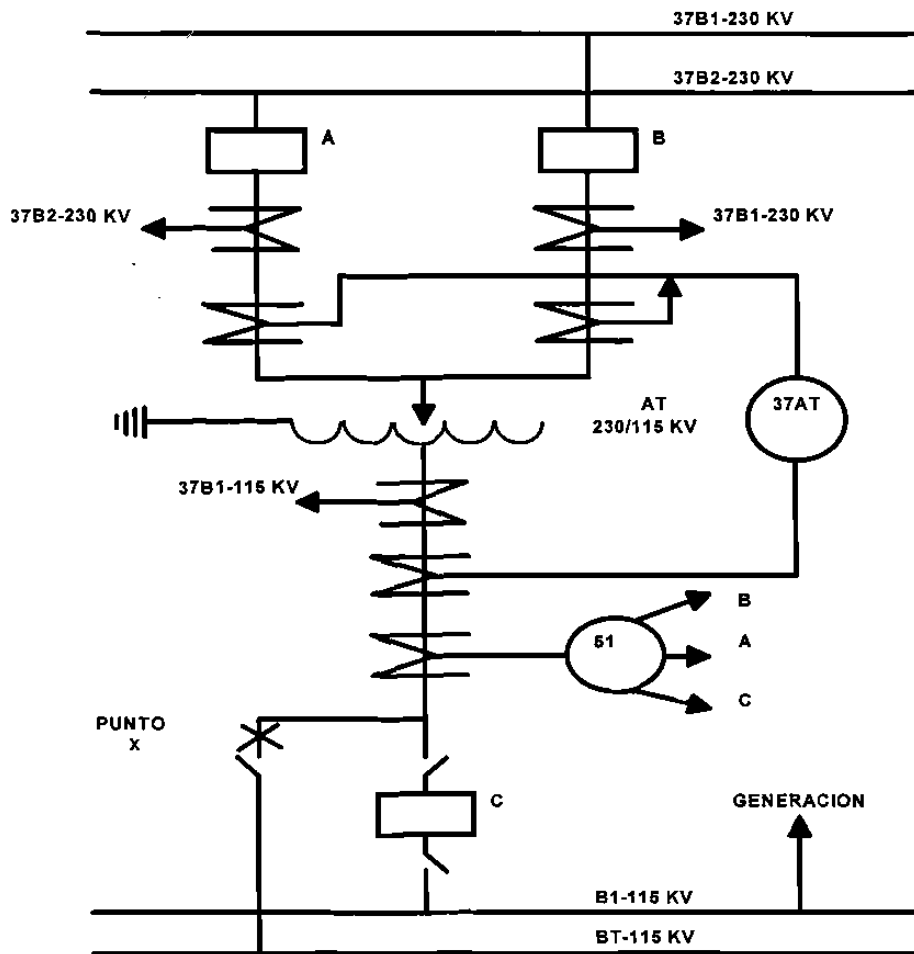 37B1-230 KV
37B2-230 KV
A
B
37B2-230 KV
37B1-230 KV
AT
230/115 KV
37AT
37B1-115 KV
B
51
A
C
PUNTO
X
C
GENERACION
B1-115 KV
BT-115 KV